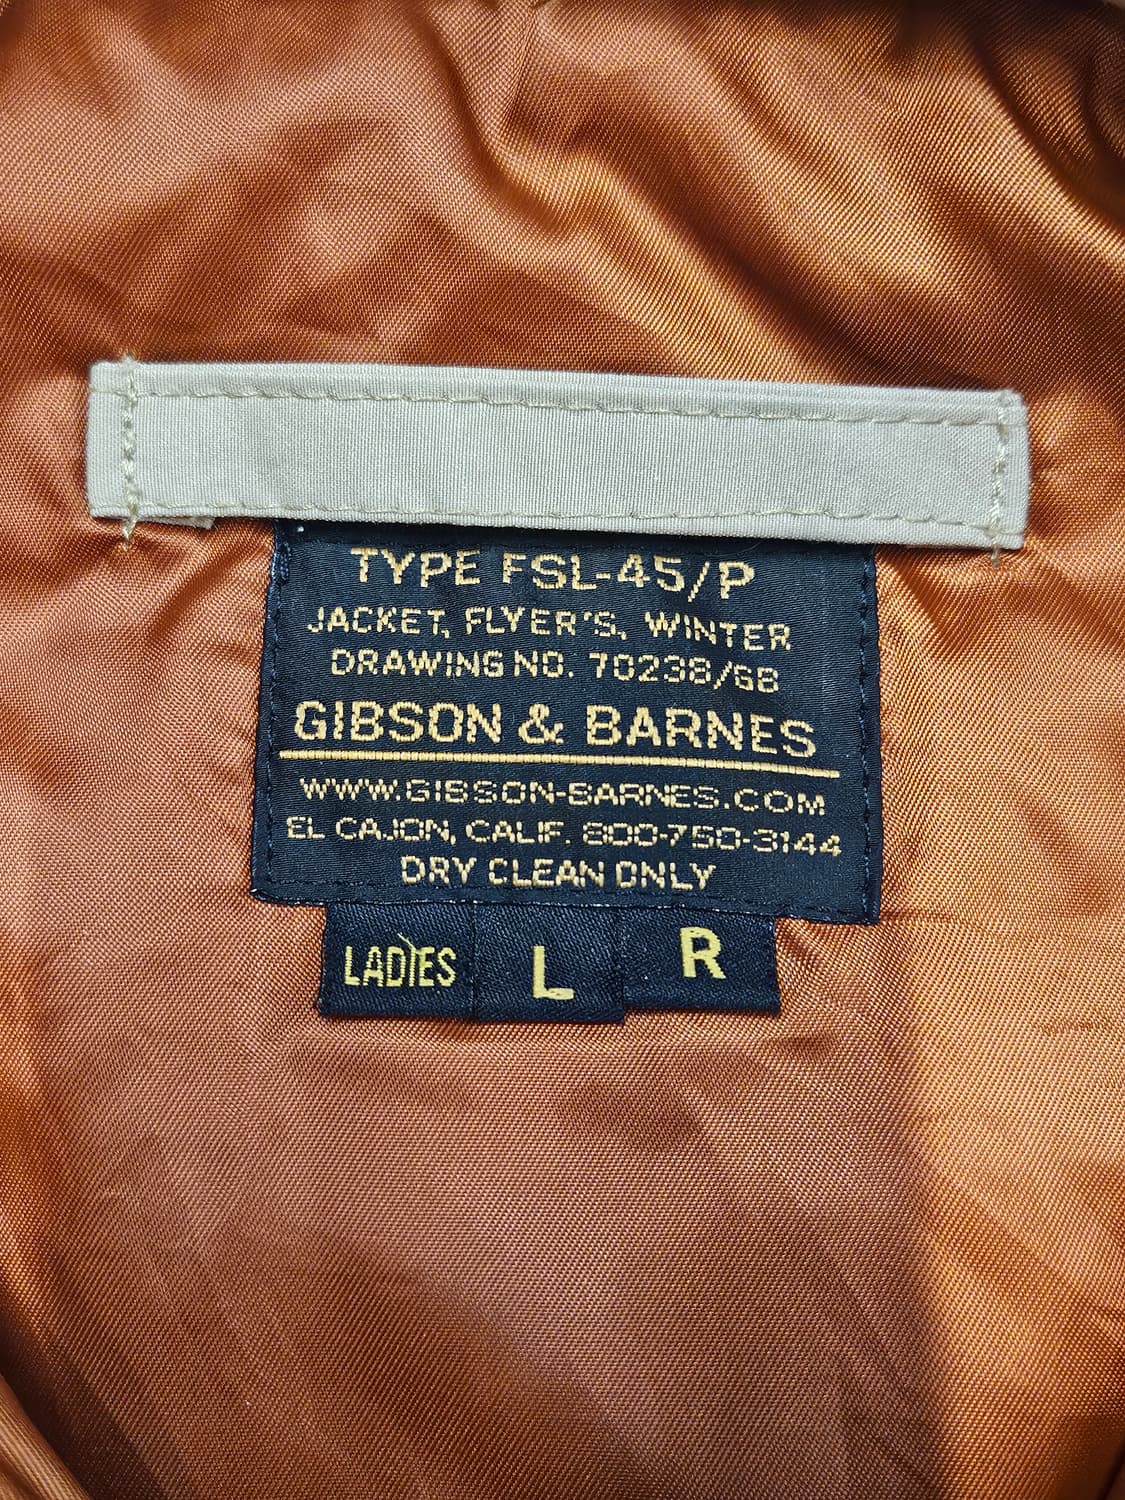 TYPE FSL-45/P
JACKET, FLYER'S, WINTER
DRAWING NO. 70238/GB
GIBSON & BARNES
WWW.GIBSON-BARNES.COM
EL CAJON, CALIF. 800-750-3144
DRY CLEAN ONLY
LADIES L R